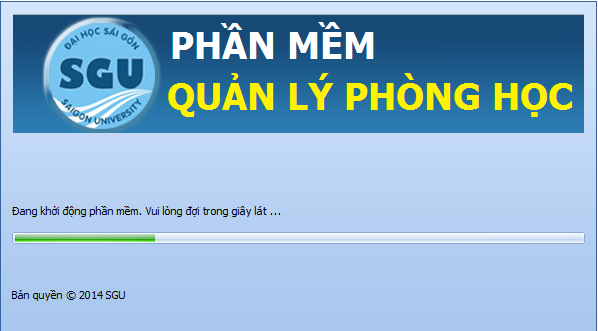 ĐẠI HỌC SÀI GÒN
SGU
SAIGON UNIVERSITY
PHẦN MỀM
QUẢN LÝ PHÒNG HỌC
Đang khởi động phần mềm. Vui lòng đợi trong giây lát ...
Bản quyền © 2014 SGU